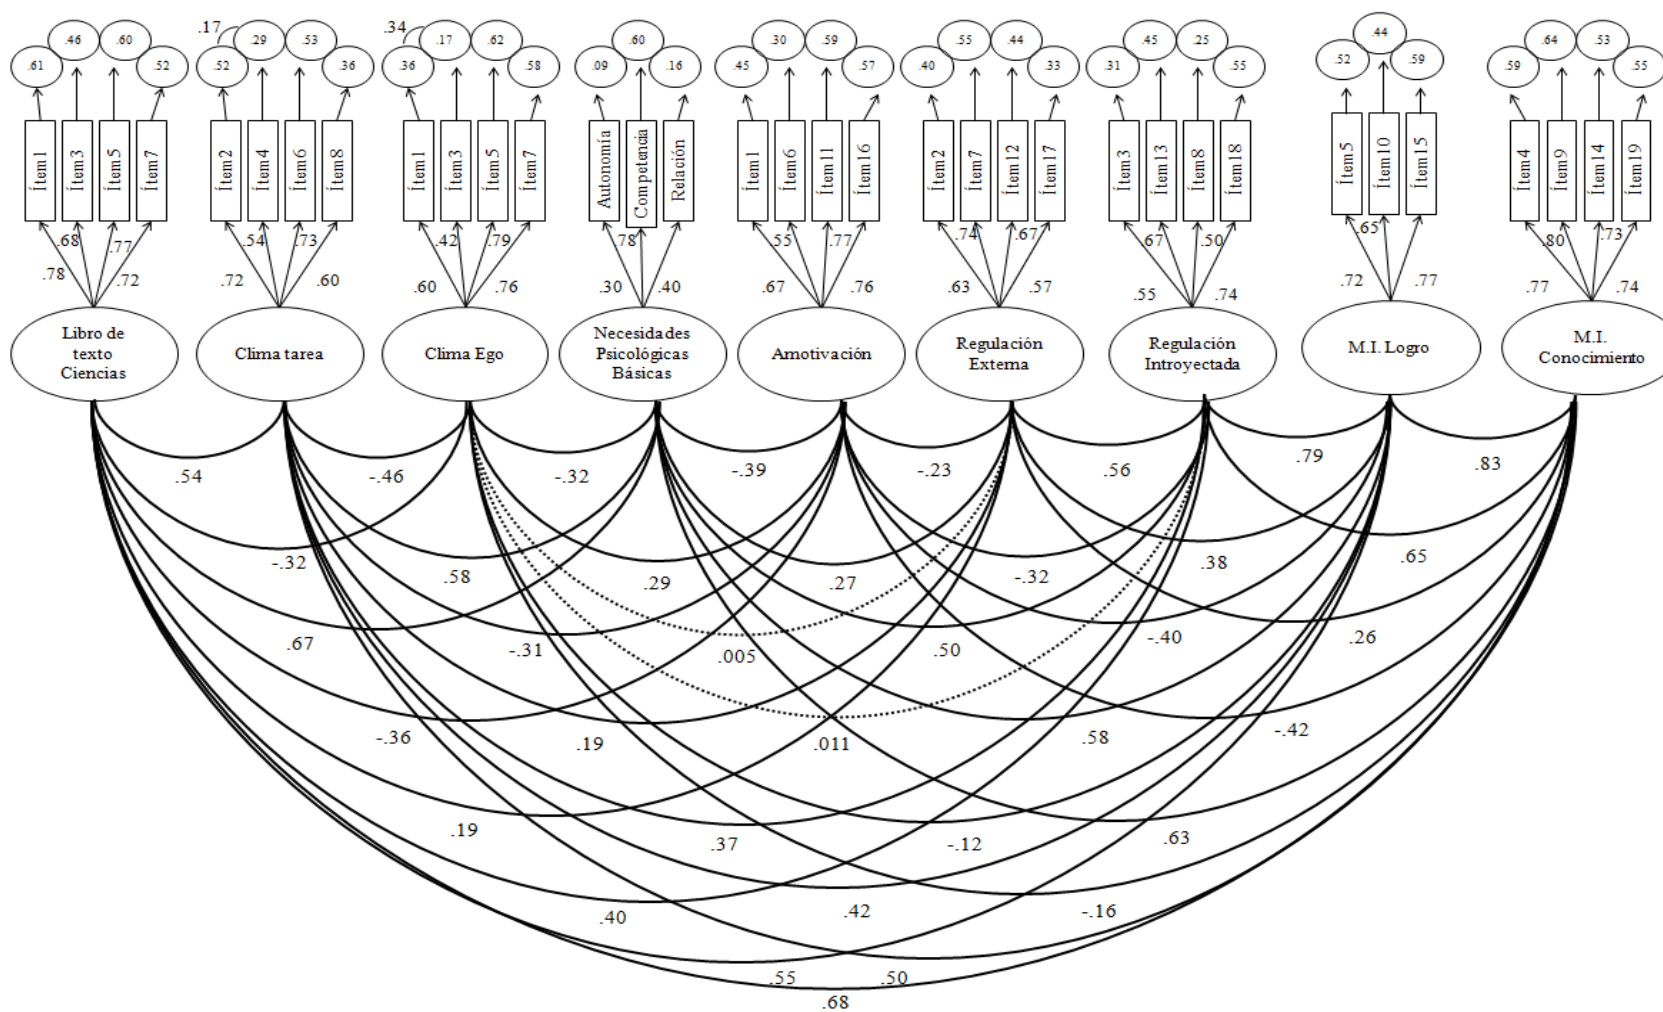 .17 .34
.46 .60 .29 .53 .17 .62 .60 .30 .59 .55 .44 .45 .25 .44 .64 .53
.61 .52 .52 .36 .36 .58 .09 .16 .45 .57 .40 .33 .31 .55 .52 .59 .59 .55
Ítem1 Ítem3 Ítem5 Ítem7
Ítem2 Ítem4 Ítem6 Ítem8
Ítem1 Ítem3 Ítem5 Ítem7
Autonomía Competencia Relación
Ítem1 Ítem6 Ítem11 Ítem16
Ítem2 Ítem7 Ítem12 Ítem17
Ítem3 Ítem13 Ítem8 Ítem18
Ítem5 Ítem10 Ítem15
Ítem4 Ítem9 Ítem14 Ítem19
.68 .77 .54 .73 .42 .79 .78 .55 .77 .74 .67 .67 .50 .65 .80 .73
.78 .72 .72 .60 .60 .76 .30 .40 .67 .76 .63 .57 .55 .74 .72 .77 .77 .74
Libro de
texto
Ciencias
Clima tarea
Clima Ego
Necesidades
Psicológicas
Básicas
Amotivación
Regulación
Externa
Regulación
Introyectada
M.I. Logro
M.I.
Conocimiento
.54 -.46 -.32 -.39 -.23 .56 .79 .83
-.32 .58 .29 .27 -.32 .38 .65
.67 -.31 .005 .50 -.40 .26
-.36 .19 .011 .58 -.42
.19 .37 -.12 .63
.40 .42 -.16
.55 .50
.68